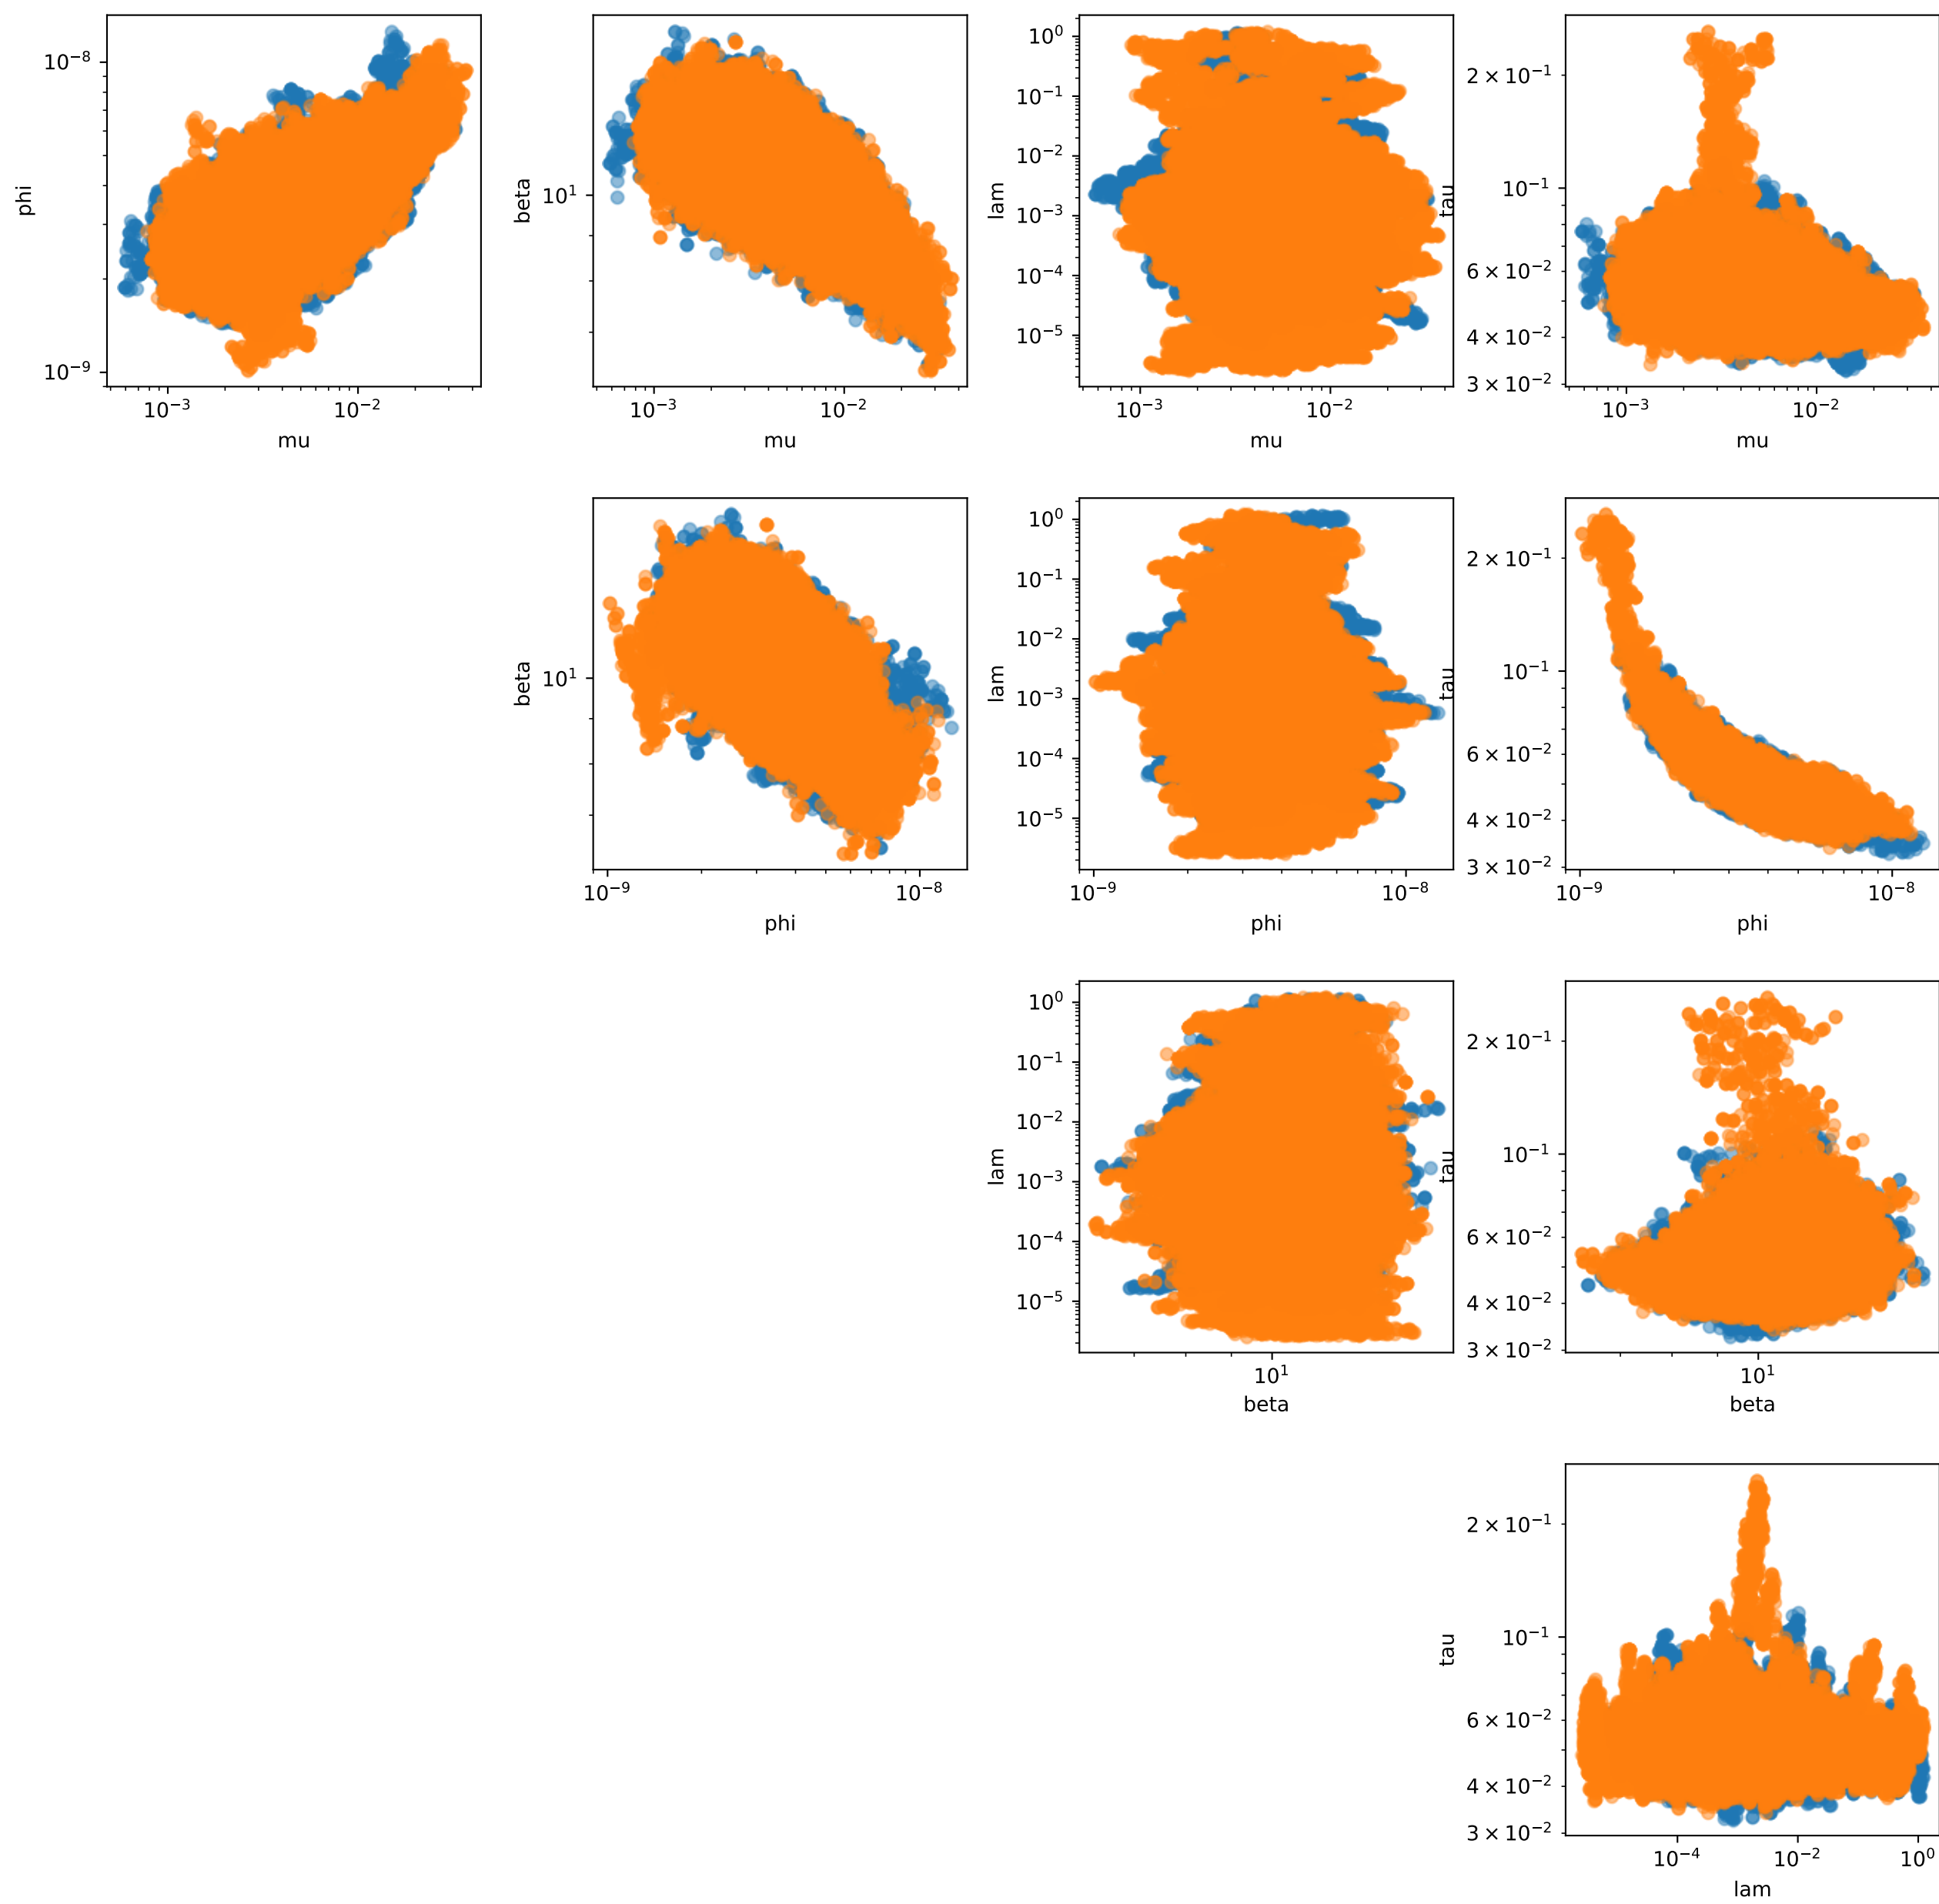 10⁻⁸
10⁻⁹
phi
10⁻³ 10⁻²
mu
10¹
beta
10⁻³ 10⁻²
mu
10⁰
10⁻¹
10⁻²
10⁻³
10⁻⁴
10⁻⁵
lam
10⁻³ 10⁻²
mu
2 × 10⁻¹
10⁻¹
6 × 10⁻²
4 × 10⁻²
3 × 10⁻²
tau
10⁻³ 10⁻²
mu
10¹
beta
10⁻⁹ 10⁻⁸
phi
10⁰
10⁻¹
10⁻²
10⁻³
10⁻⁴
10⁻⁵
lam
10⁻⁹ 10⁻⁸
phi
2 × 10⁻¹
10⁻¹
6 × 10⁻²
4 × 10⁻²
3 × 10⁻²
tau
10⁻⁹ 10⁻⁸
phi
10⁰
10⁻¹
10⁻²
10⁻³
10⁻⁴
10⁻⁵
lam
10¹
beta
2 × 10⁻¹
10⁻¹
6 × 10⁻²
4 × 10⁻²
3 × 10⁻²
tau
10¹
beta
2 × 10⁻¹
10⁻¹
6 × 10⁻²
4 × 10⁻²
3 × 10⁻²
tau
10⁻⁴ 10⁻² 10⁰
lam